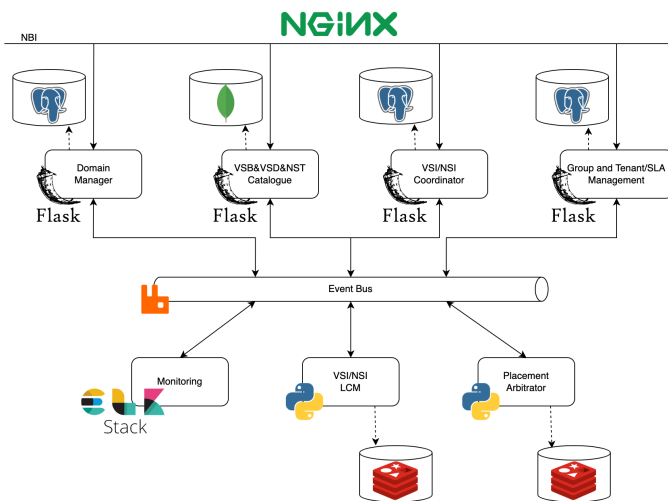 NGINX
NBI
Domain
Manager
Flask
VSB&VSD&NST
Catalogue
Flask
VSI/NSI
Coordinator
Flask
Group and Tenant/SLA
Management
Flask
Event Bus
Monitoring
elk
Stack
VSI/NSI
LCM
Placement
Arbitrator